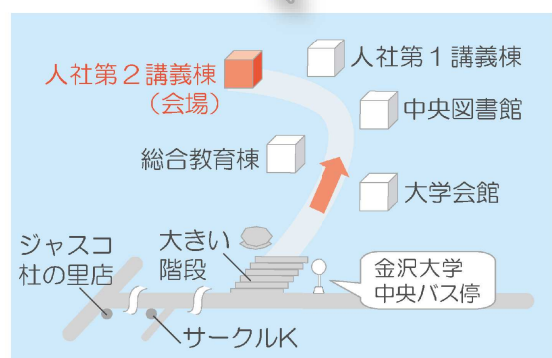 人社第２講義棟
（会場）
人社第１講義棟
中央図書館
総合教育棟
大学会館
ジャスコ
杜の里店
大きい
階段
金沢大学
中央バス停
サークルK